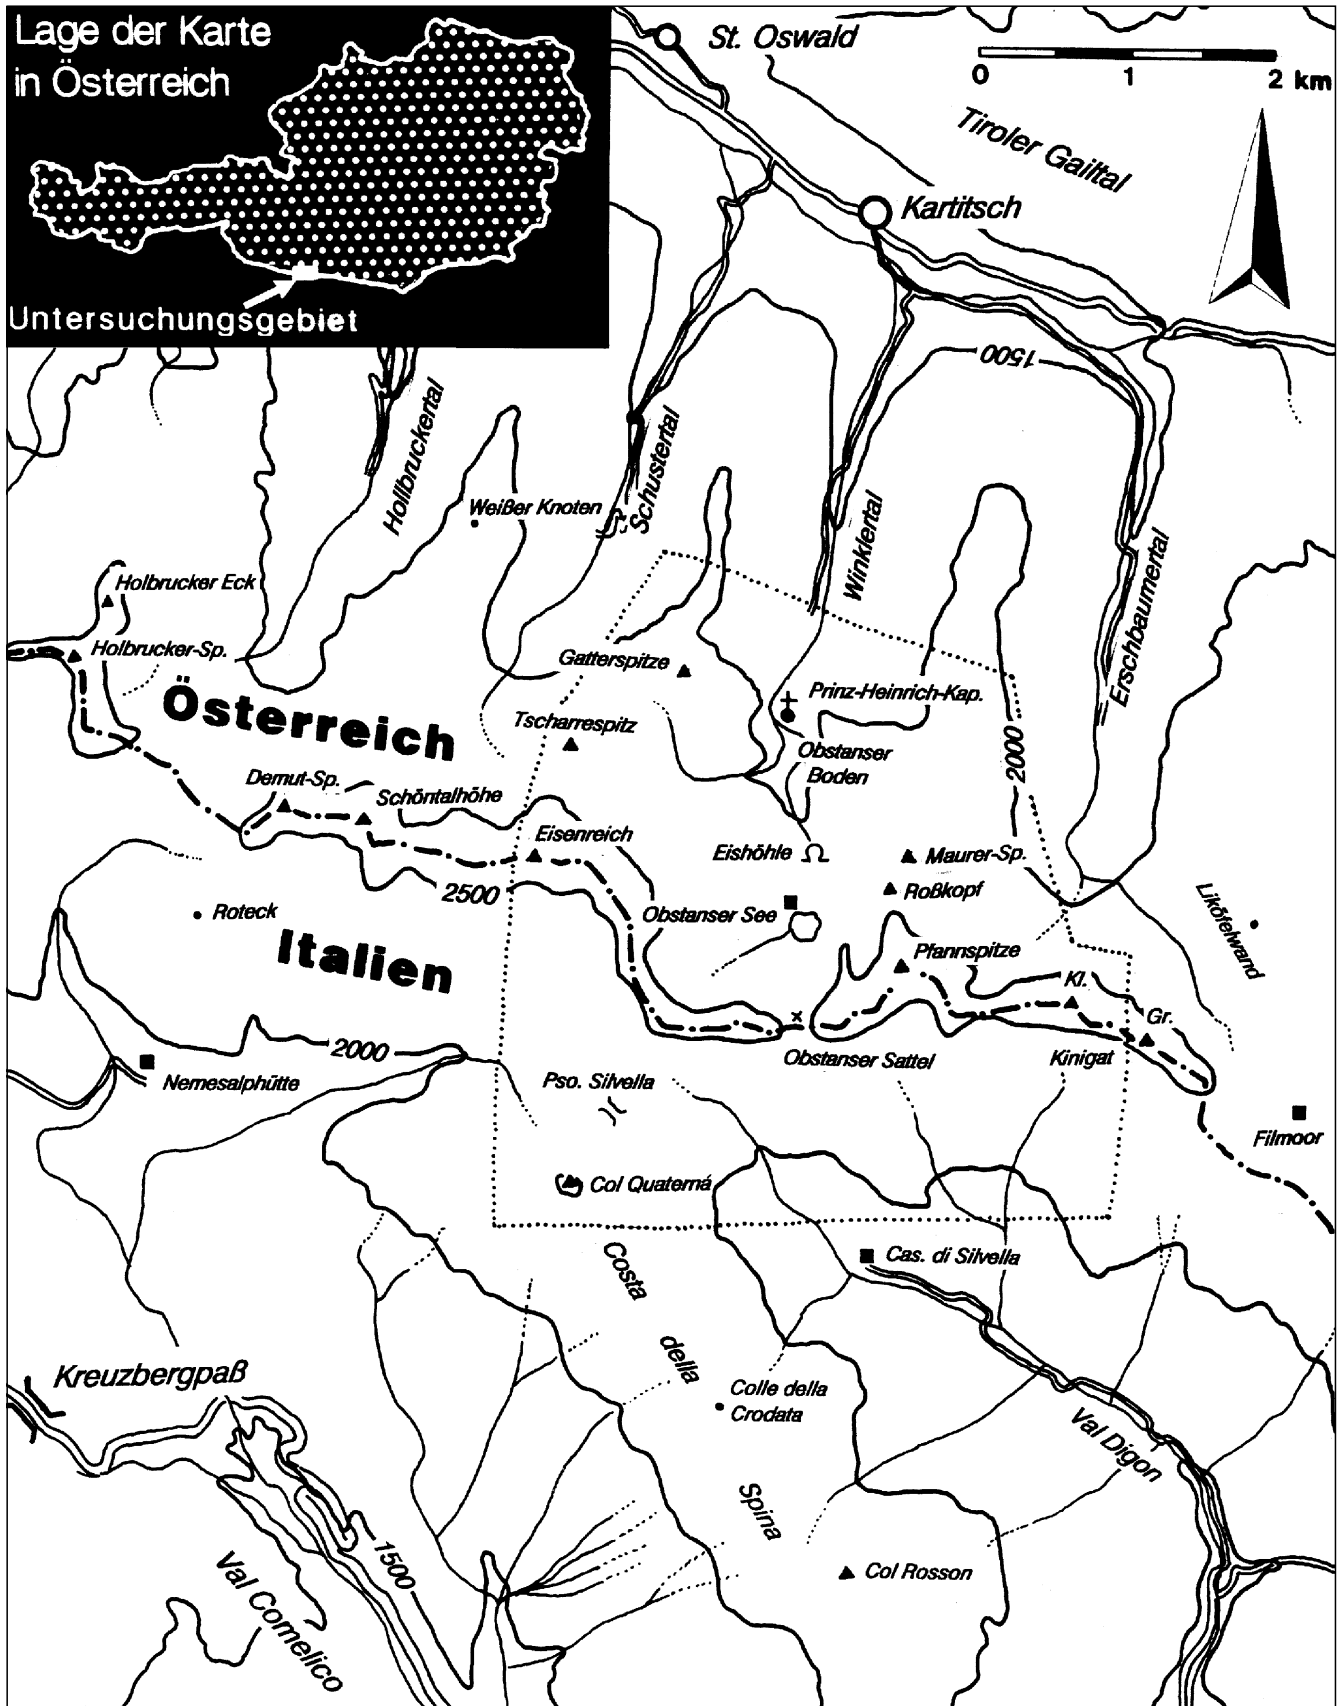 Lage der Karte
in Österreich
Untersuchungsgebiet
St. Oswald
0 1 2 km
Tiroler Gailtal
Kartitsch
1500
Hollbruckertal
Schustertal
Weißer Knoten
Winklertal
Erschbaumertal
Holbrucker Eck
Holbrucker-Sp.
Gatterspitze
Österreich
Prinz-Heinrich-Kap.
Tscharrespitz
Obstanser
Boden
2000
Demut-Sp.
Schöntalhöhe
Eisenreich
Eishöhle
Maurer-Sp.
Roßkopf
2500
Liköfelwand
Roteck
Obstanser See
Italien
Pfannspitze
Kl.
Gr.
2000
Obstanser Sattel
Kinigat
Nemesalphütte
Pso. Silvella
Filmoor
Col Quaterná
Costa
della
Spina
Cas. di Silvella
Kreuzbergpaß
Colle della
Crodata
Val Digon
1500
Col Rosson
Val Comelico